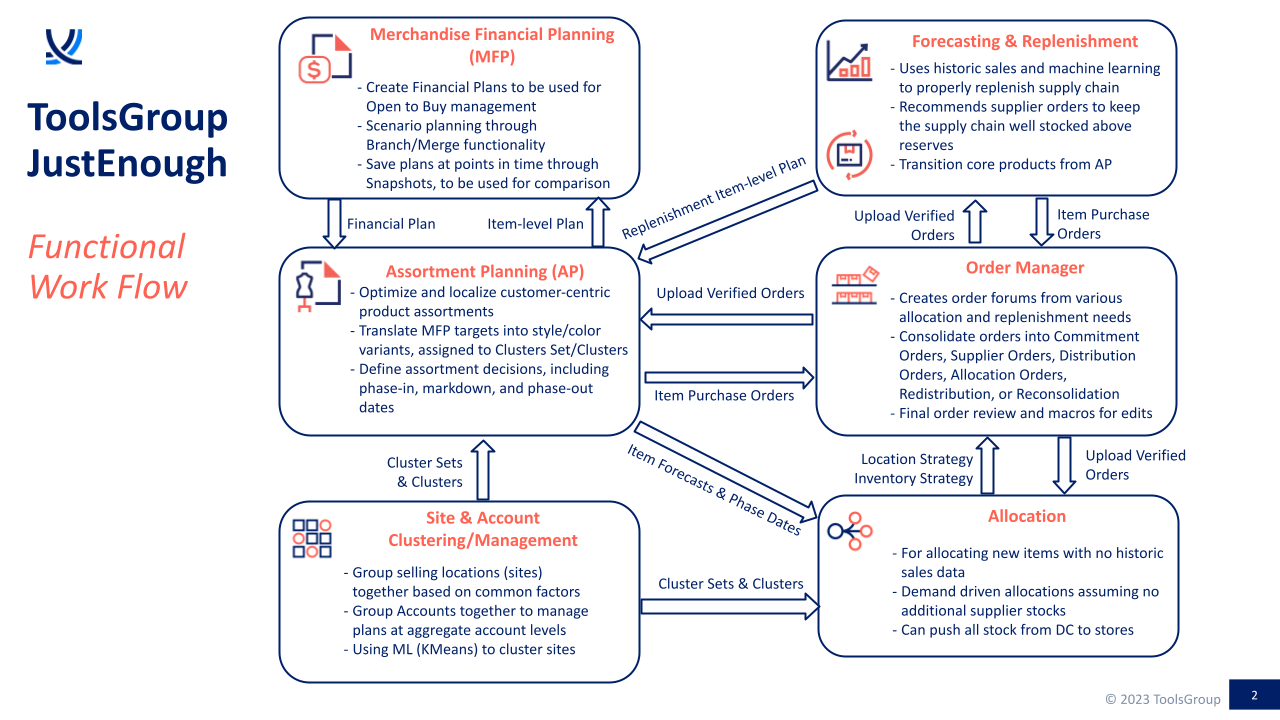 ToolsGroup
JustEnough
Functional
Work Flow
Merchandise Financial Planning
(MFP)
- Create Financial Plans to be used for
Open to Buy management
- Scenario planning through
Branch/Merge functionality
- Save plans at points in time through
Snapshots, to be used for comparison
Forecasting & Replenishment
- Uses historic sales and machine learning
to properly replenish supply chain
- Recommends supplier orders to keep
the supply chain well stocked above
reserves
- Transition core products from AP
Financial Plan
Item-level Plan
Replenishment Item-level Plan
Upload Verified
Orders
Item Purchase
Orders
Assortment Planning (AP)
- Optimize and localize customer-centric
product assortments
- Translate MFP targets into style/color
variants, assigned to Clusters Set/Clusters
- Define assortment decisions, including
phase-in, markdown, and phase-out
dates
Upload Verified Orders
Item Purchase Orders
Order Manager
- Creates order forums from various
allocation and replenishment needs
- Consolidate orders into Commitment
Orders, Supplier Orders, Distribution
Orders, Allocation Orders,
Redistribution, or Reconsolidation
- Final order review and macros for edits
Cluster Sets
& Clusters
Item Forecasts & Phase Dates
Location Strategy
Inventory Strategy
Upload Verified
Orders
Site & Account
Clustering/Management
- Group selling locations (sites)
together based on common factors
- Group Accounts together to manage
plans at aggregate account levels
- Using ML (KMeans) to cluster sites
Cluster Sets & Clusters
Allocation
- For allocating new items with no historic
sales data
- Demand driven allocations assuming no
additional supplier stocks
- Can push all stock from DC to stores
© 2023 ToolsGroup
2